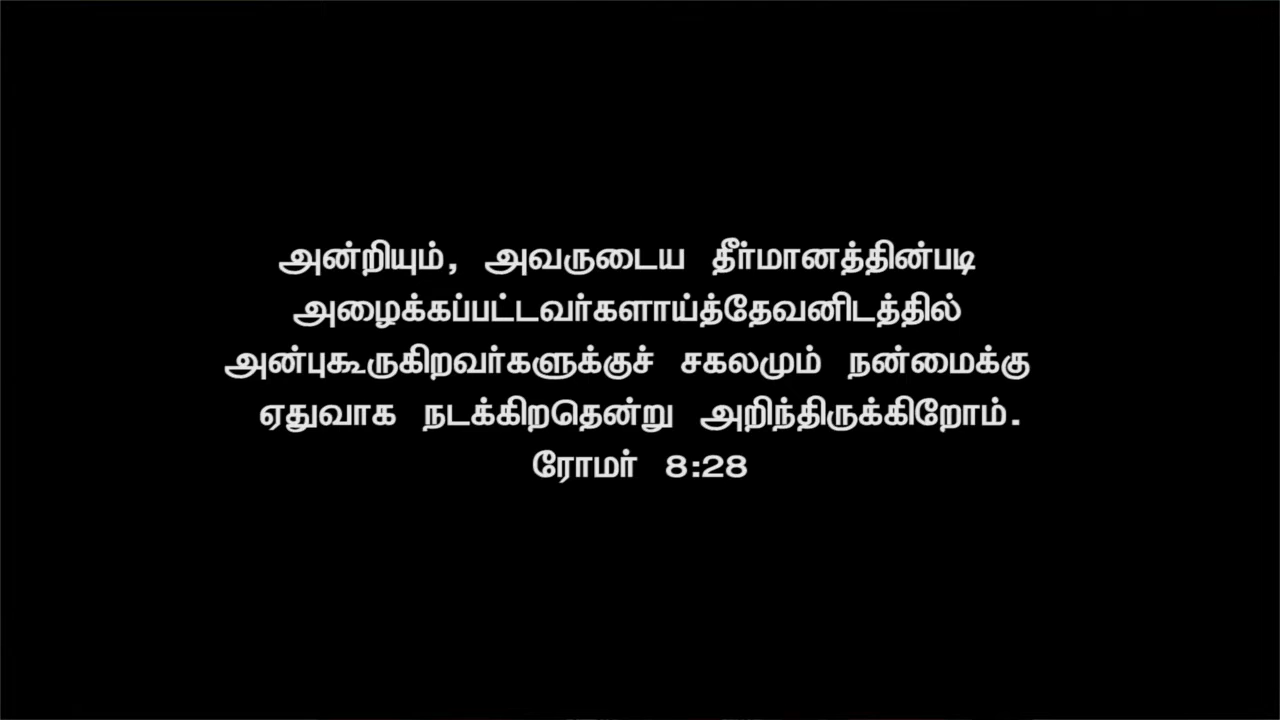 அன்றியும், அவருடைய தீர்மானத்தின்படி
அழைக்கப்பட்டவர்களாய்த்தேவனிடத்தில்
அன்புகூருகிறவர்களுக்குச் சகலமும் நன்மைக்கு
ஏதுவாக நடக்கிறதென்று அறிந்திருக்கிறோம்.
ரோமர் 8:28